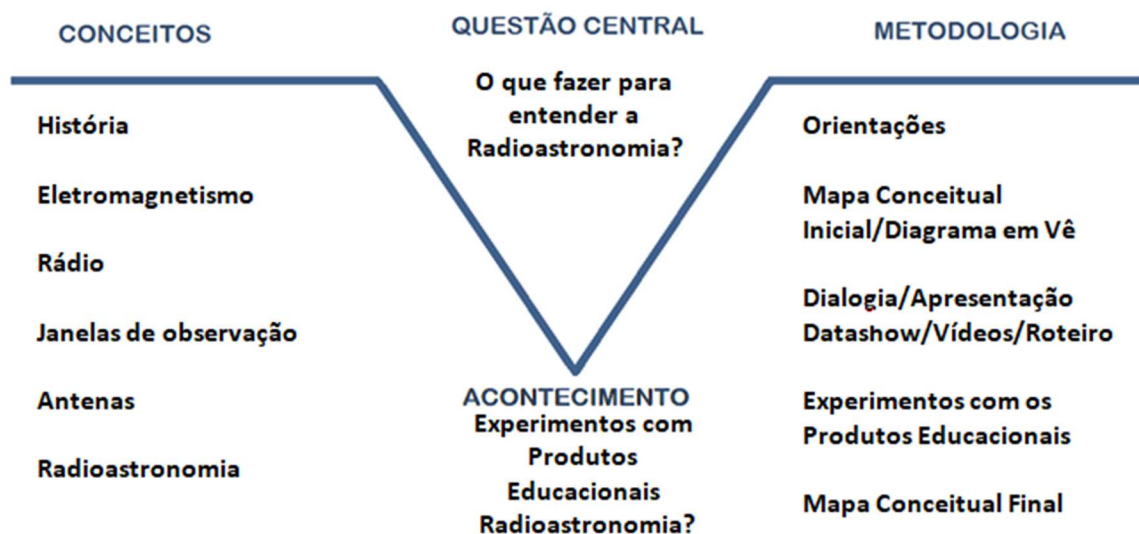 CONCEITOS
História
Eletromagnetismo
Rádio
Janelas de observação
Antenas
Radioastronomia
QUESTÃO CENTRAL
O que fazer para
entender a
Radioastronomia?
ACONTECIMENTO
Experimentos com
Produtos
Educacionais
Radioastronomia?
METODOLOGIA
Orientações
Mapa Conceitual
Inicial/Diagrama em Vê
Dialogia/Apresentação
Datashow/Vídeos/Roteiro
Experimentos com os
Produtos Educacionais
Mapa Conceitual Final